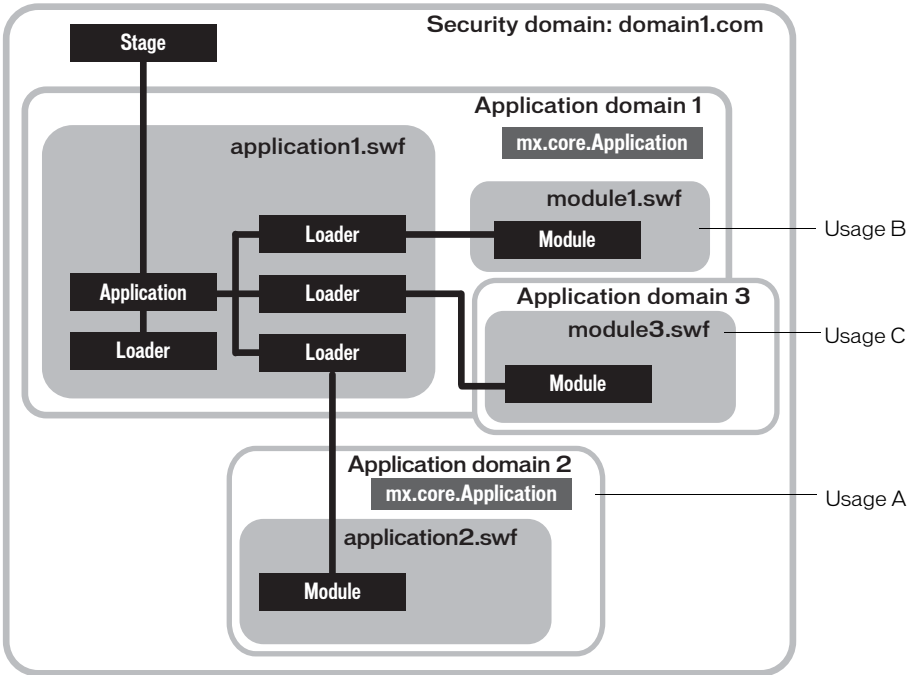 Security domain: domain1.com
Stage
Application domain 1
mx.core.Application
application1.swf
module1.swf
Loader
Module
Usage B
Application
Loader
Application domain 3
module3.swf
Usage C
Loader
Loader
Module
Application domain 2
mx.core.Application
Usage A
application2.swf
Module